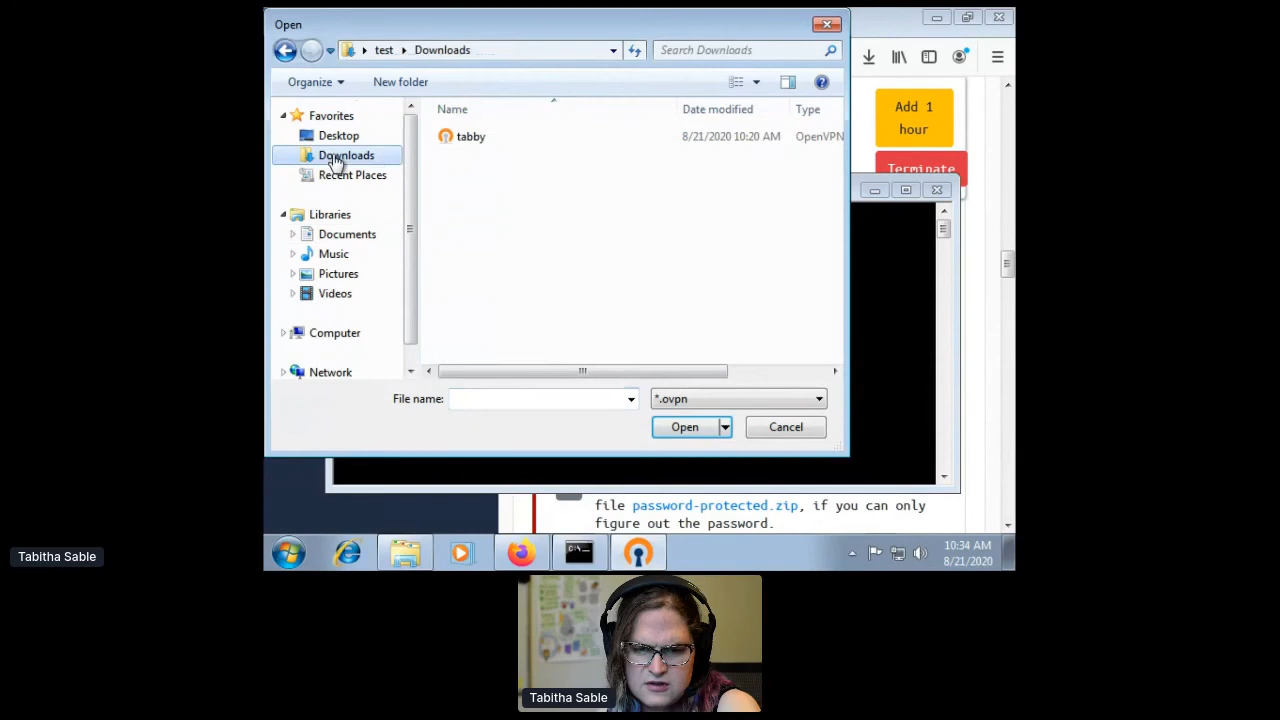 Open
test
Downloads
Search Downloads
Organize
New folder
Favorites
Desktop
Downloads
Recent Places
Libraries
Documents
Music
Pictures
Videos
Computer
Network
Name
Date modified
Type
tabby
8/21/2020 10:20 AM
OpenVPN
File name:
*.ovpn
Open
Cancel
Add 1
hour
Terminate
file password-protected.zip, if you can only
figure out the password.
C:\
10:34 AM
8/21/2020
Tabitha Sable
Tabitha Sable